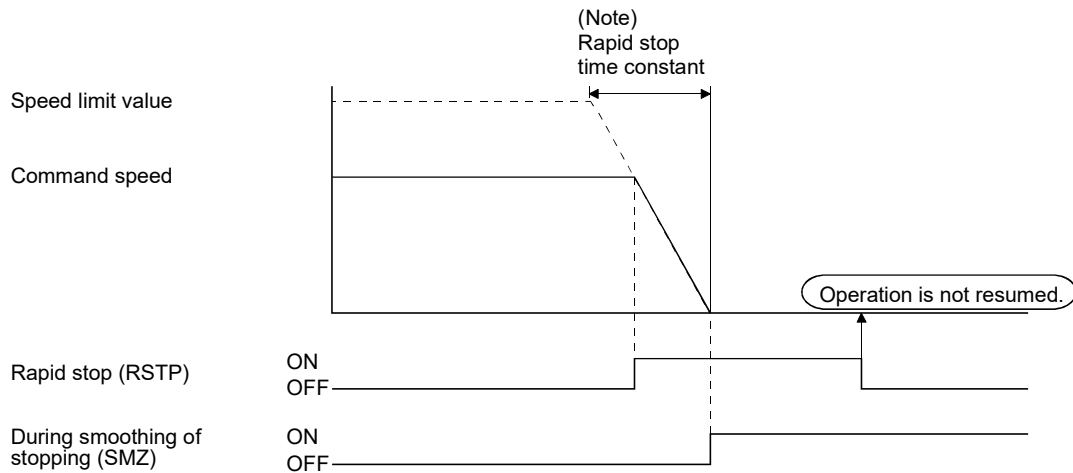 (Note)
Rapid stop
time constant
Speed limit value
Command speed
Operation is not resumed.
Rapid stop (RSTP)
ON
OFF
During smoothing of
stopping (SMZ)
ON
OFF